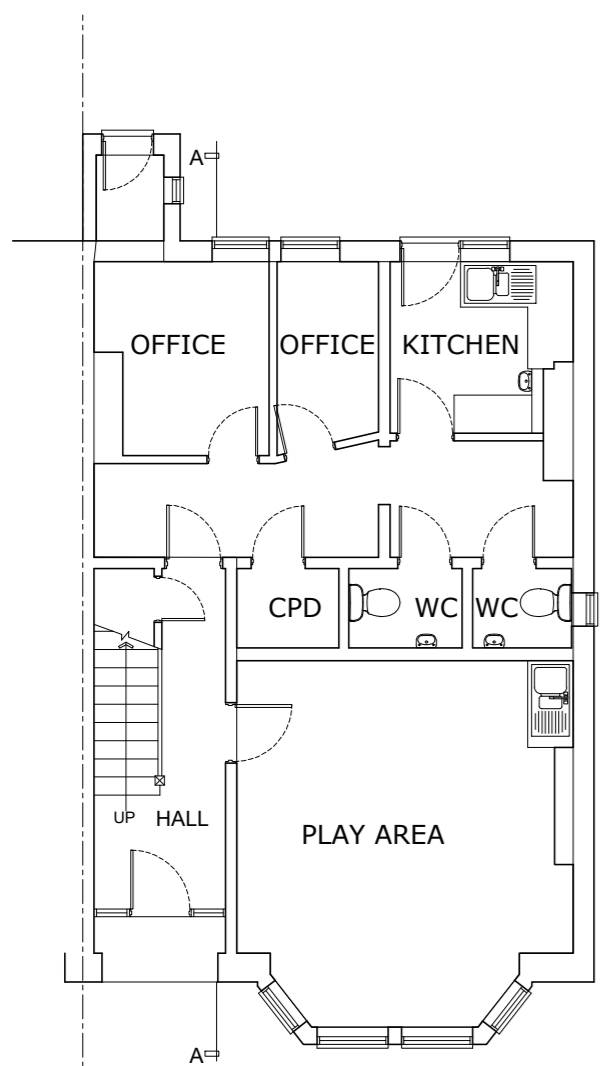 A
OFFICE
OFFICE
KITCHEN
CPD
WC
WC
UP
HALL
PLAY AREA
A